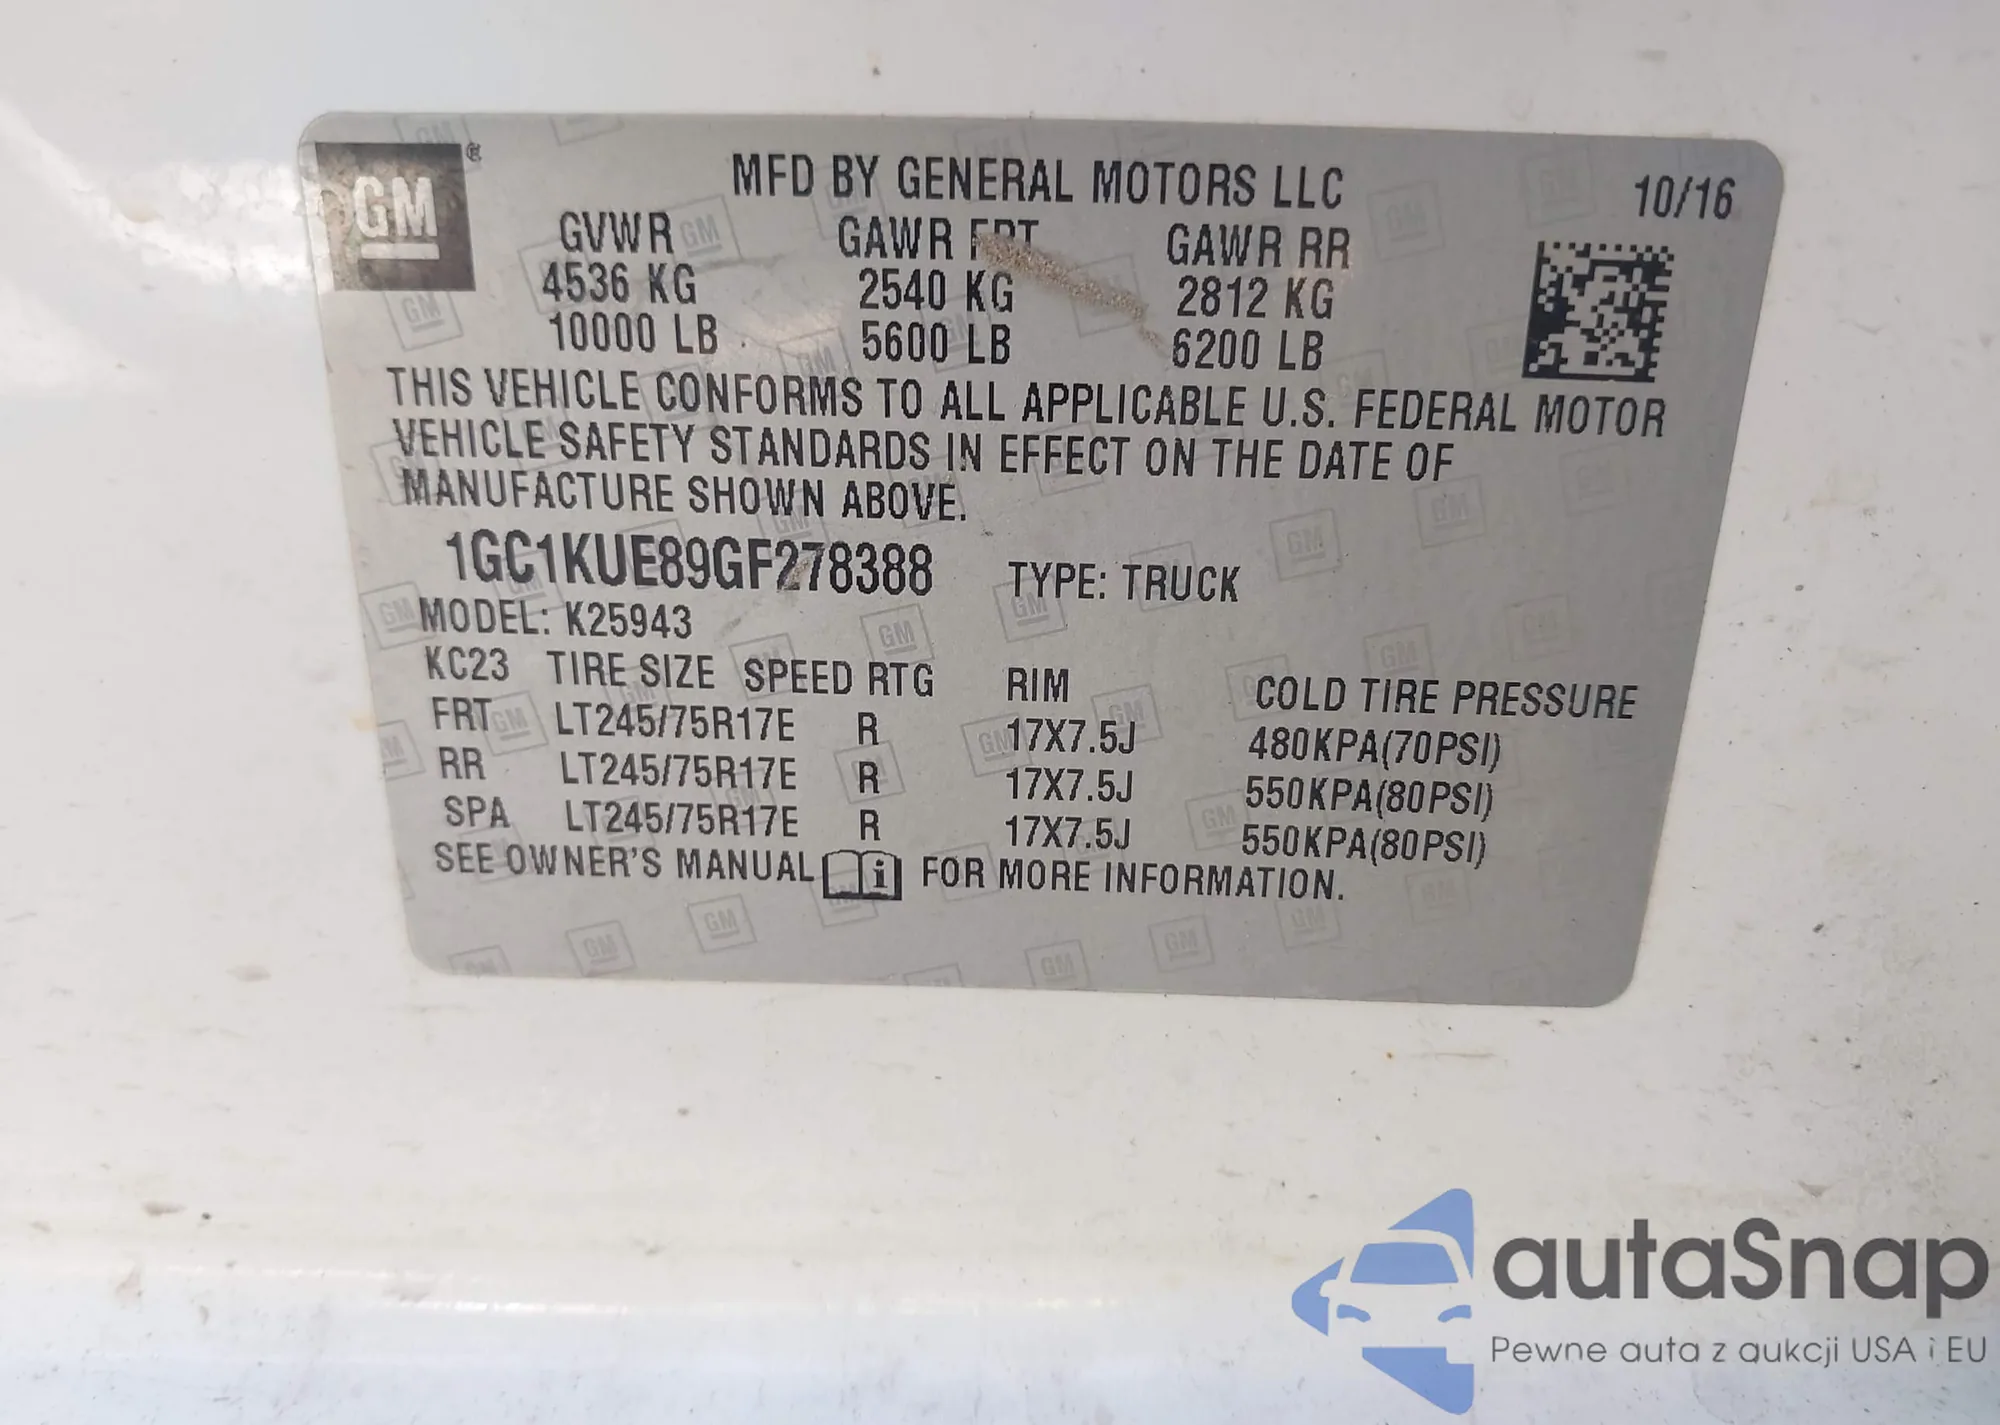 GM
MFD BY GENERAL MOTORS LLC 10/16
GVWR GAWR FRT GAWR RR
4536 KG 2540 KG 2812 KG
10000 LB 5600 LB 6200 LB
THIS VEHICLE CONFORMS TO ALL APPLICABLE U.S. FEDERAL MOTOR
VEHICLE SAFETY STANDARDS IN EFFECT ON THE DATE OF
MANUFACTURE SHOWN ABOVE.
1GC1KUE89GF278388 TYPE: TRUCK
MODEL: K25943
KC23 TIRE SIZE SPEED RTG RIM COLD TIRE PRESSURE
FRT LT245/75R17E R 17X7.5J 480KPA(70PSI)
RR LT245/75R17E R 17X7.5J 550KPA(80PSI)
SPA LT245/75R17E R 17X7.5J 550KPA(80PSI)
SEE OWNER'S MANUAL i FOR MORE INFORMATION.
autaSnap
Pewne auta z aukcji USA i EU